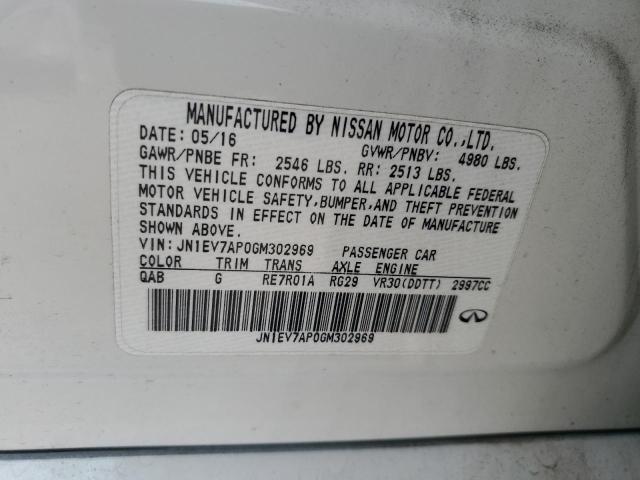 MANUFACTURED BY NISSAN MOTOR CO.,LTD.
DATE: 05/16 GVWR/PNBV: 4980 LBS.
GAWR/PNBE FR: 2546 LBS. RR: 2513 LBS.
THIS VEHICLE CONFORMS TO ALL APPLICABLE FEDERAL
MOTOR VEHICLE SAFETY,BUMPER,AND THEFT PREVENTION
STANDARDS IN EFFECT ON THE DATE OF MANUFACTURE
SHOWN ABOVE.
VIN: JN1EV7AP0GM302969 PASSENGER CAR
COLOR TRIM TRANS AXLE ENGINE
QAB G RE7R01A RG29 VR30(DDTT) 2997CC
JN1EV7AP0GM302969